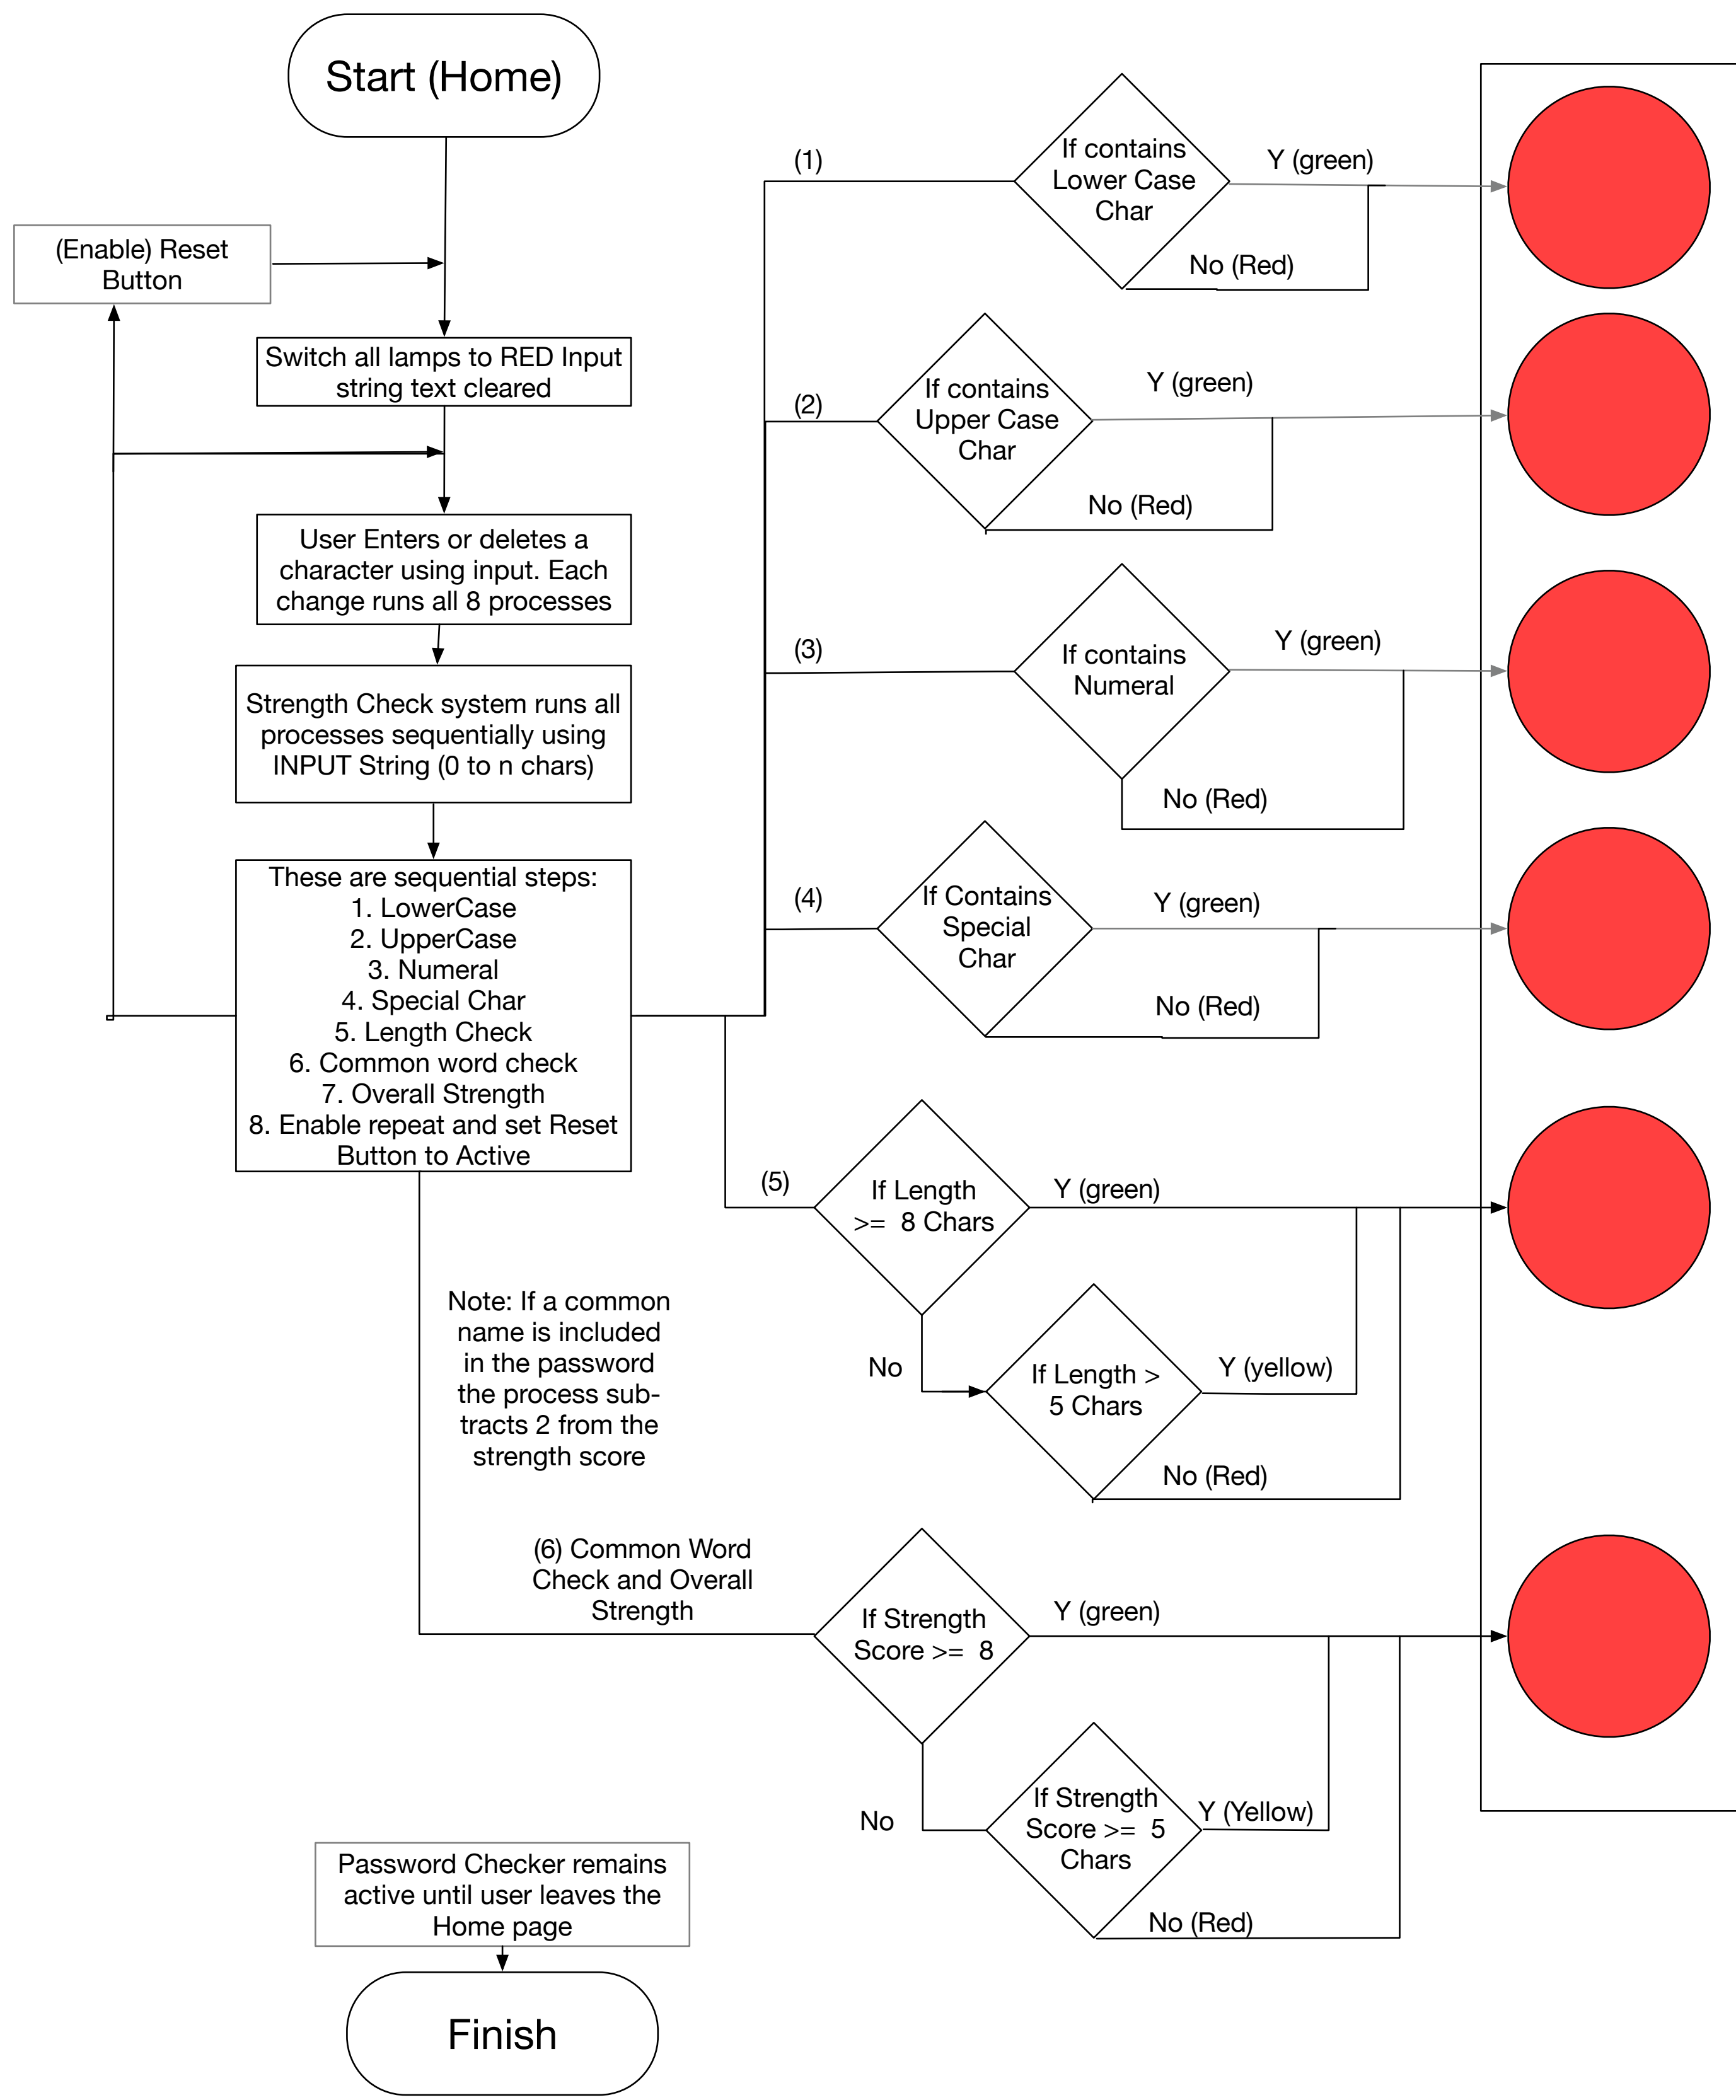 Start (Home)
(Enable) Reset
Button
Switch all lamps to RED Input
string text cleared
User Enters or deletes a
character using input. Each
change runs all 8 processes
Strength Check system runs all
processes sequentially using
INPUT String (0 to n chars)
These are sequential steps:
1. LowerCase
2. UpperCase
3. Numeral
4. Special Char
5. Length Check
6. Common word check
7. Overall Strength
8. Enable repeat and set Reset
Button to Active
Note: If a common
name is included
in the password
the process sub-
tracts 2 from the
strength score
(6) Common Word
Check and Overall
Strength
Password Checker remains
active until user leaves the
Home page
Finish
(1)
If contains
Lower Case
Char
Y (green)
No (Red)
(2)
If contains
Upper Case
Char
Y (green)
No (Red)
(3)
If contains
Numeral
Y (green)
No (Red)
(4)
If Contains
Special
Char
Y (green)
No (Red)
(5)
If Length
>= 8 Chars
Y (green)
No
If Length >
5 Chars
Y (yellow)
No (Red)
If Strength
Score >= 8
Y (green)
No
If Strength
Score >= 5
Chars
Y (Yellow)
No (Red)